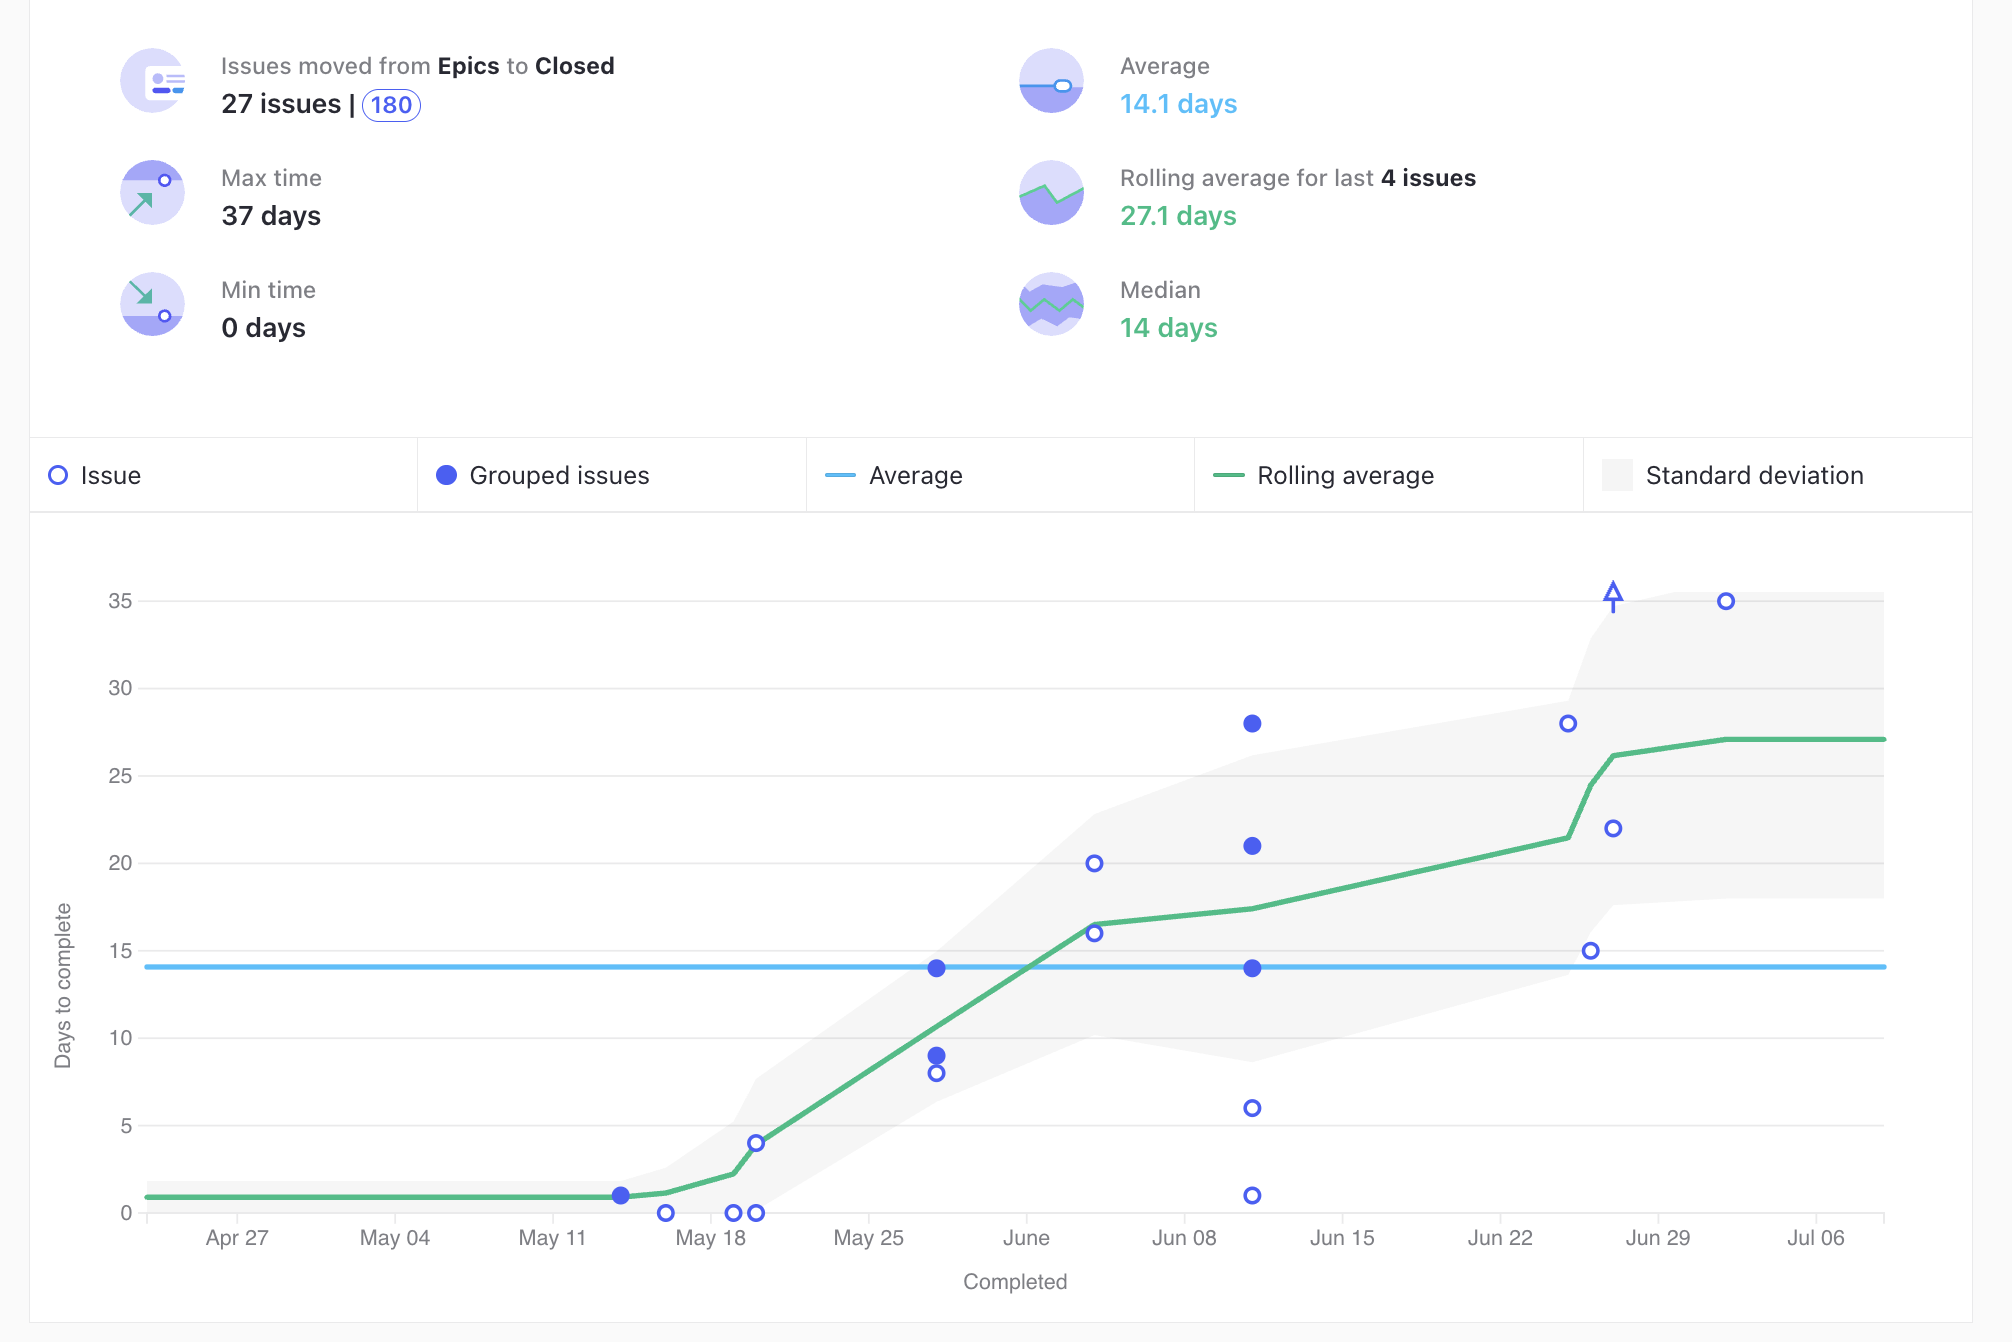 Issues moved from Epics to Closed
27 issues | 180
Average
14.1 days
Max time
37 days
Rolling average for last 4 issues
27.1 days
Min time
0 days
Median
14 days
Issue
Grouped issues
Average
Rolling average
Standard deviation
35
30
25
20
15
10
5
0
Days to complete
Apr 27
May 04
May 11
May 18
May 25
June
Jun 08
Jun 15
Jun 22
Jun 29
Jul 06
Completed